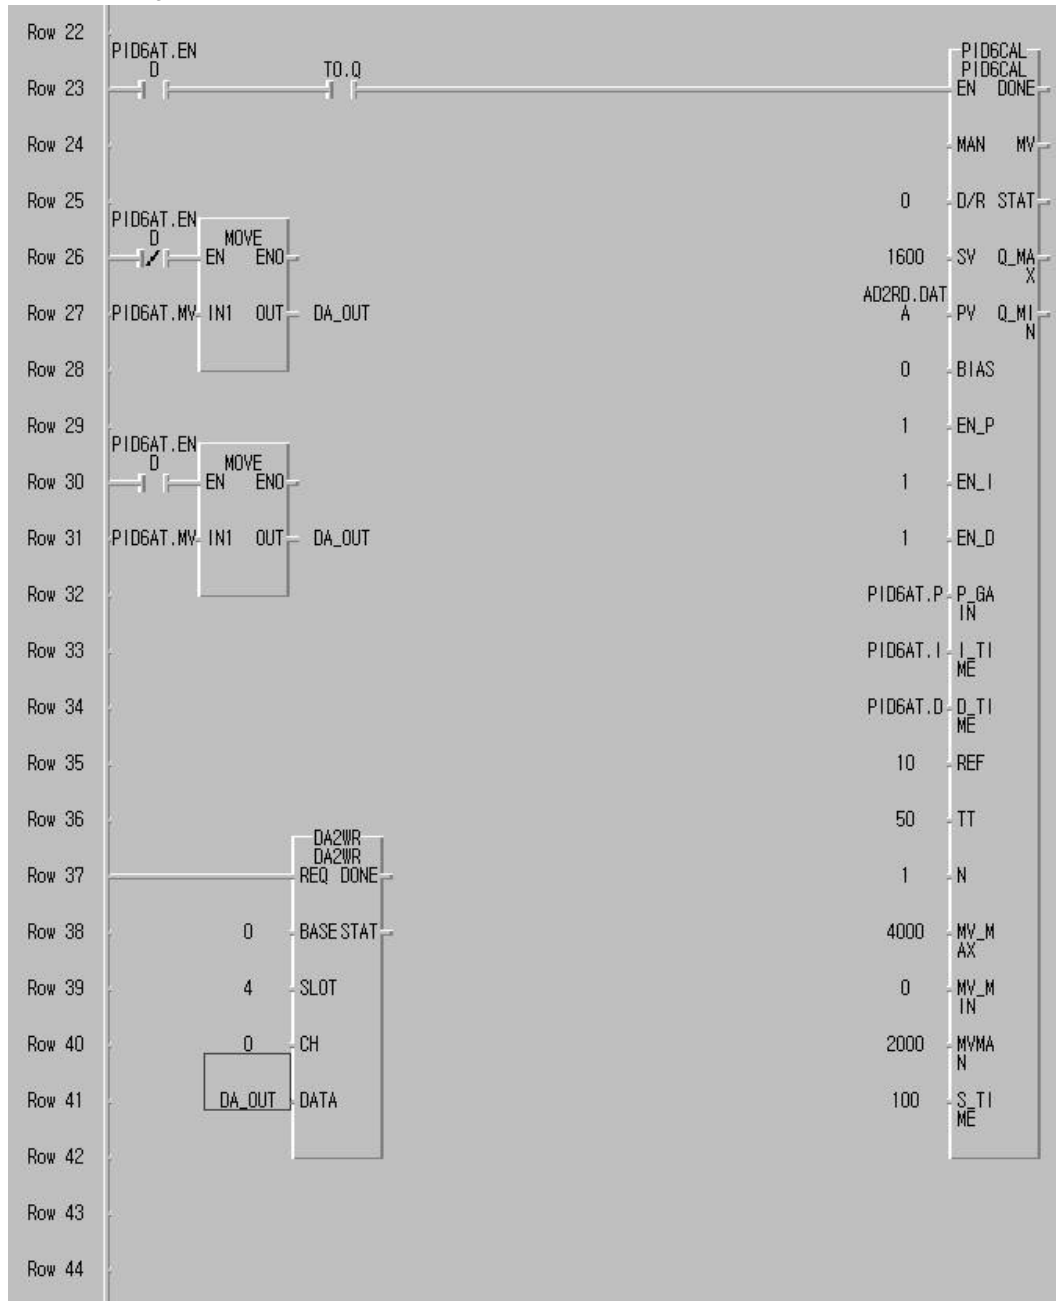 Row 22
PID6AT.EN
D
T0.Q
PID6CAL
PID6CAL
Row 23
EN DONE
Row 24
MAN MV
Row 25
0
D/R STAT
PID6AT.EN
D
MOVE
Row 26
EN ENO
1600
SV Q_MA
X
Row 27
PID6AT.MV
IN1 OUT
DA_OUT
AD2RD.DAT
A
PV Q_MI
N
Row 28
0
BIAS
Row 29
1
EN_P
PID6AT.EN
D
MOVE
Row 30
EN ENO
1
EN_I
Row 31
PID6AT.MV
IN1 OUT
DA_OUT
1
EN_D
Row 32
PID6AT.P
P_GA
IN
Row 33
PID6AT.I
I_TI
ME
Row 34
PID6AT.D
D_TI
ME
Row 35
10
REF
Row 36
50
TT
DA2WR
DA2WR
Row 37
REQ DONE
1
N
Row 38
0
BASE STAT
4000
MV_M
AX
Row 39
4
SLOT
0
MV_M
IN
Row 40
0
CH
2000
MVMA
N
Row 41
DA_OUT
DATA
100
S_TI
ME
Row 42
Row 43
Row 44